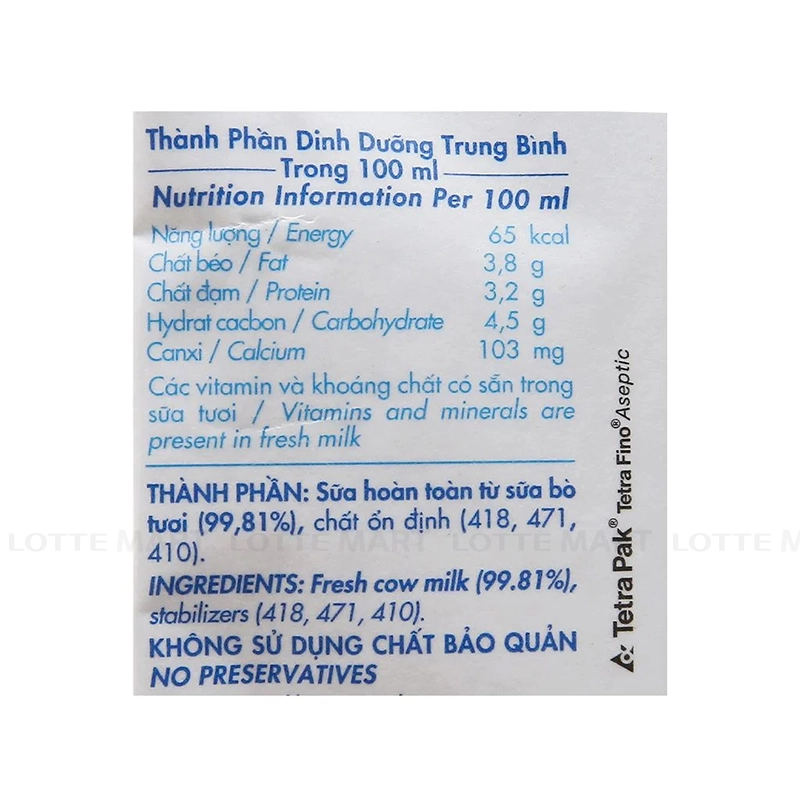 Thành Phần Dinh Dưỡng Trung Bình
Trong 100 ml
Nutrition Information Per 100 ml
Năng lượng / Energy 65 kcal
Chất béo / Fat 3,8 g
Chất đạm / Protein 3,2 g
Hydrat cacbon / Carbohydrate 4,5 g
Canxi / Calcium 103 mg
Các vitamin và khoáng chất có sẵn trong
sữa tươi / Vitamins and minerals are
present in fresh milk
THÀNH PHẦN: Sữa hoàn toàn từ sữa bò
tươi (99,81%), chất ổn định (418, 471,
410).
INGREDIENTS: Fresh cow milk (99.81%),
stabilizers (418, 471, 410).
KHÔNG SỬ DỤNG CHẤT BẢO QUẢN
NO PRESERVATIVES
Tetra Pak® Tetra Fino® Aseptic
LOTTE MART LOTTE MART LOTTE MART